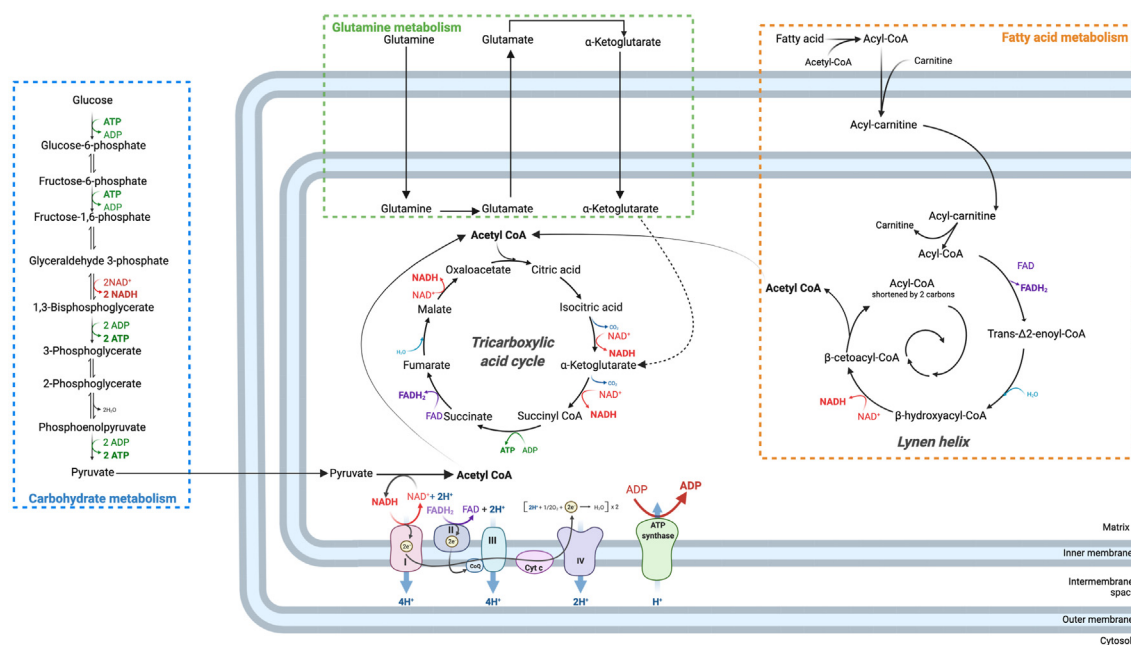 Glutamine metabolism
Glutamine
Glutamate
α-Ketoglutarate
Glutamine
Glutamate
α-Ketoglutarate
Fatty acid metabolism
Fatty acid
Acyl-CoA
Acetyl-CoA
Carnitine
Acyl-carnitine
Acyl-carnitine
Carnitine
Acyl-CoA
FAD
FADH₂
Acyl-CoA
shortened by 2 carbons
Acetyl CoA
Trans-Δ2-enoyl-CoA
β-cetoacyl-CoA
H₂O
NADH
NAD⁺
β-hydroxyacyl-CoA
Lynen helix
Glucose
ATP
ADP
Glucose-6-phosphate
Fructose-6-phosphate
ATP
ADP
Fructose-1,6-phosphate
Glyceraldehyde 3-phosphate
2NAD⁺
2 NADH
1,3-Bisphosphoglycerate
2 ADP
2 ATP
3-Phosphoglycerate
2-Phosphoglycerate
2H₂O
Phosphoenolpyruvate
2 ADP
2 ATP
Pyruvate
Carbohydrate metabolism
Acetyl CoA
Oxaloacetate
Citric acid
NADH
NAD⁺
Malate
Isocitric acid
CO₂
NAD⁺
NADH
H₂O
Tricarboxylic
acid cycle
Fumarate
α-Ketoglutarate
CO₂
NAD⁺
NADH
FADH₂
FAD
Succinate
Succinyl CoA
ATP
ADP
Pyruvate
Acetyl CoA
NADH
NAD⁺ + 2H⁺
FADH₂
FAD + 2H⁺
[ 2H⁺ + 1/2O₂ + 2e⁻ → H₂O ] x 2
ADP
ADP
ATP
synthase
2e⁻
I
II
2e⁻
III
CoQ
Cyt c
IV
4H⁺
4H⁺
2H⁺
H⁺
Matrix
Inner membrane
Intermembrane
space
Outer membrane
Cytosol